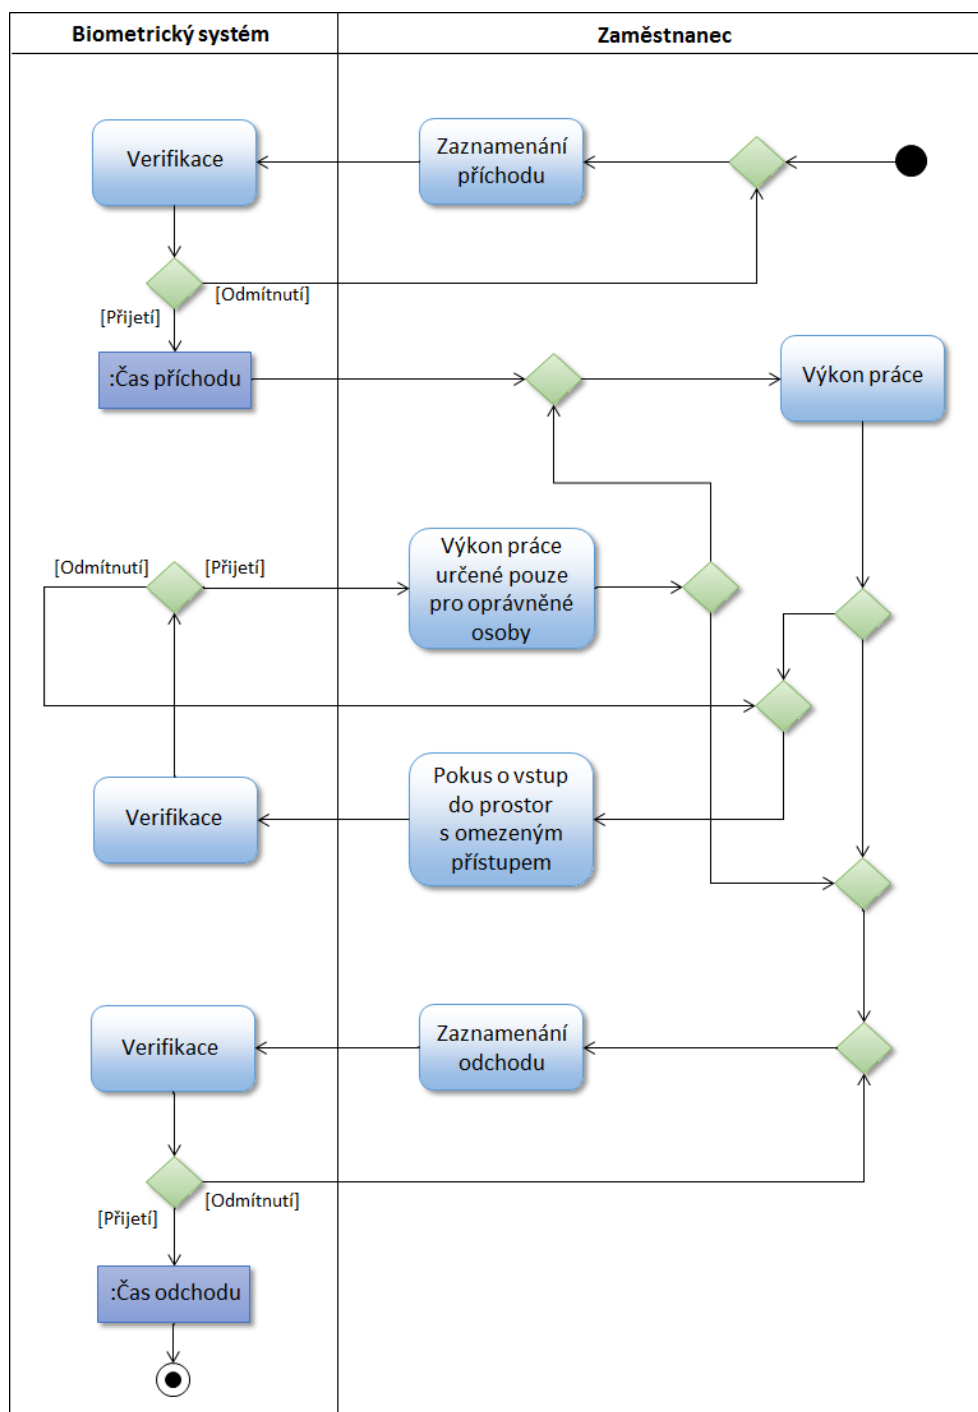 Biometrický systém
Zaměstnanec
Verifikace
Zaznamenání
příchodu
[Odmítnutí]
[Přijetí]
:Čas příchodu
Výkon práce
[Odmítnutí]
[Přijetí]
Výkon práce
určené pouze
pro oprávněné
osoby
Verifikace
Pokus o vstup
do prostor
s omezeným
přístupem
Verifikace
Zaznamenání
odchodu
[Odmítnutí]
[Přijetí]
:Čas odchodu